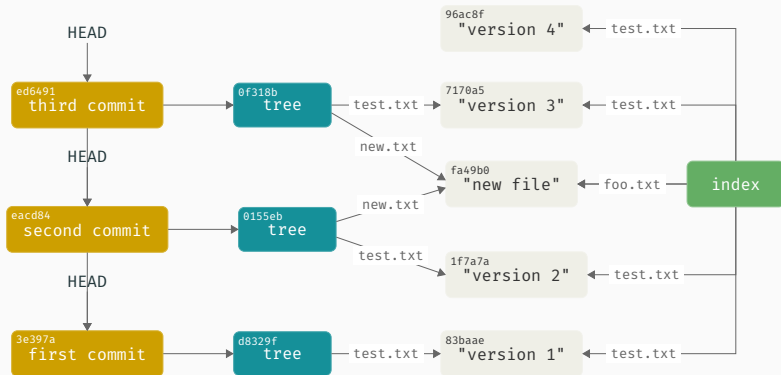 HEAD
96ac8f
"version 4"
test.txt
ed6491
third commit
0f318b
tree
test.txt
7170a5
"version 3"
test.txt
HEAD
new.txt
fa49b0
"new file"
foo.txt
index
eacd84
second commit
0155eb
tree
new.txt
test.txt
1f7a7a
"version 2"
test.txt
HEAD
3e397a
first commit
d8329f
tree
test.txt
83baae
"version 1"
test.txt